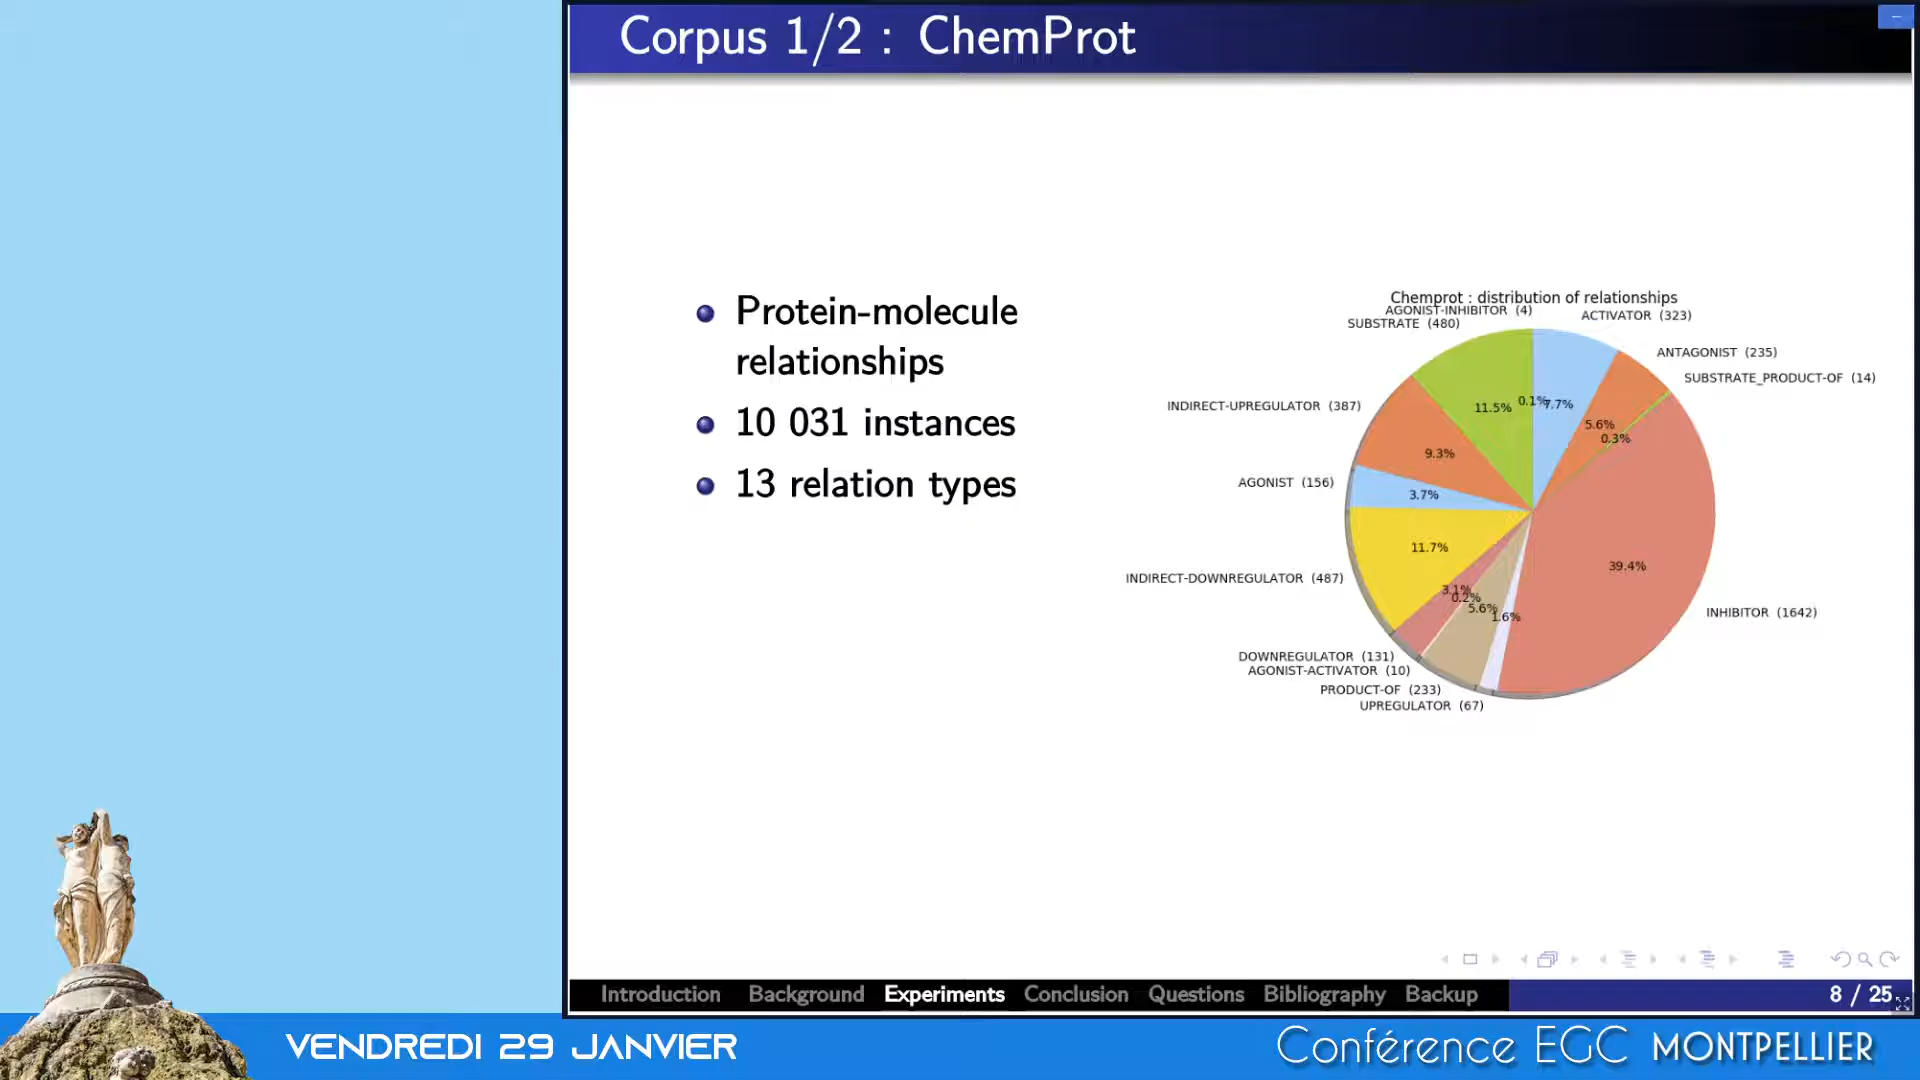 Corpus 1/2 : ChemProt
Protein-molecule
relationships
10 031 instances
13 relation types
Chemprot : distribution of relationships
AGONIST-INHIBITOR (4)
SUBSTRATE (480)
ACTIVATOR (323)
ANTAGONIST (235)
SUBSTRATE_PRODUCT-OF (14)
INDIRECT-UPREGULATOR (387)
AGONIST (156)
INDIRECT-DOWNREGULATOR (487)
INHIBITOR (1642)
DOWNREGULATOR (131)
AGONIST-ACTIVATOR (10)
PRODUCT-OF (233)
UPREGULATOR (67)
11.5%
0.1%
7.7%
5.6%
0.3%
9.3%
3.7%
11.7%
39.4%
3.1%
0.2%
5.6%
1.6%
Introduction Background Experiments Conclusion Questions Bibliography Backup
8 / 25
VENDREDI 29 JANVIER
Conférence EGC MONTPELLIER